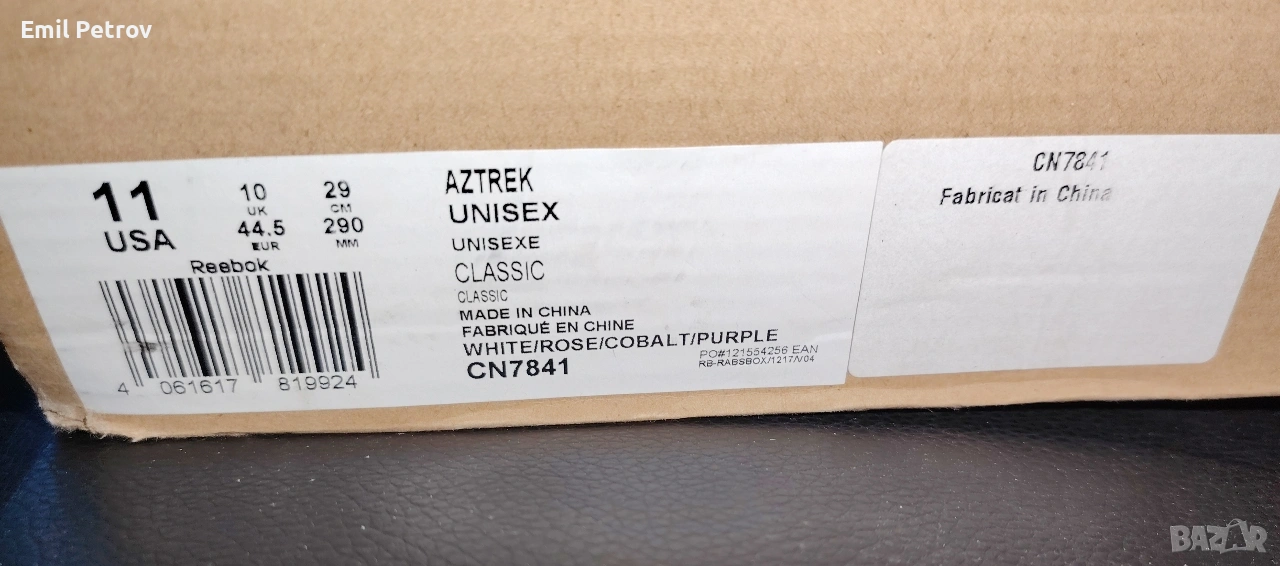 Emil Petrov
11
USA
10
UK
44.5
EUR
29
CM
290
MM
Reebok
4 061617 819924
AZTREK
UNISEX
UNISEXE
CLASSIC
CLASSIC
MADE IN CHINA
FABRIQUÉ EN CHINE
WHITE/ROSE/COBALT/PURPLE
CN7841
PO#121554256 EAN
RB-RABSBOX/1217/V04
CN7841
Fabricat in China
BAZAR